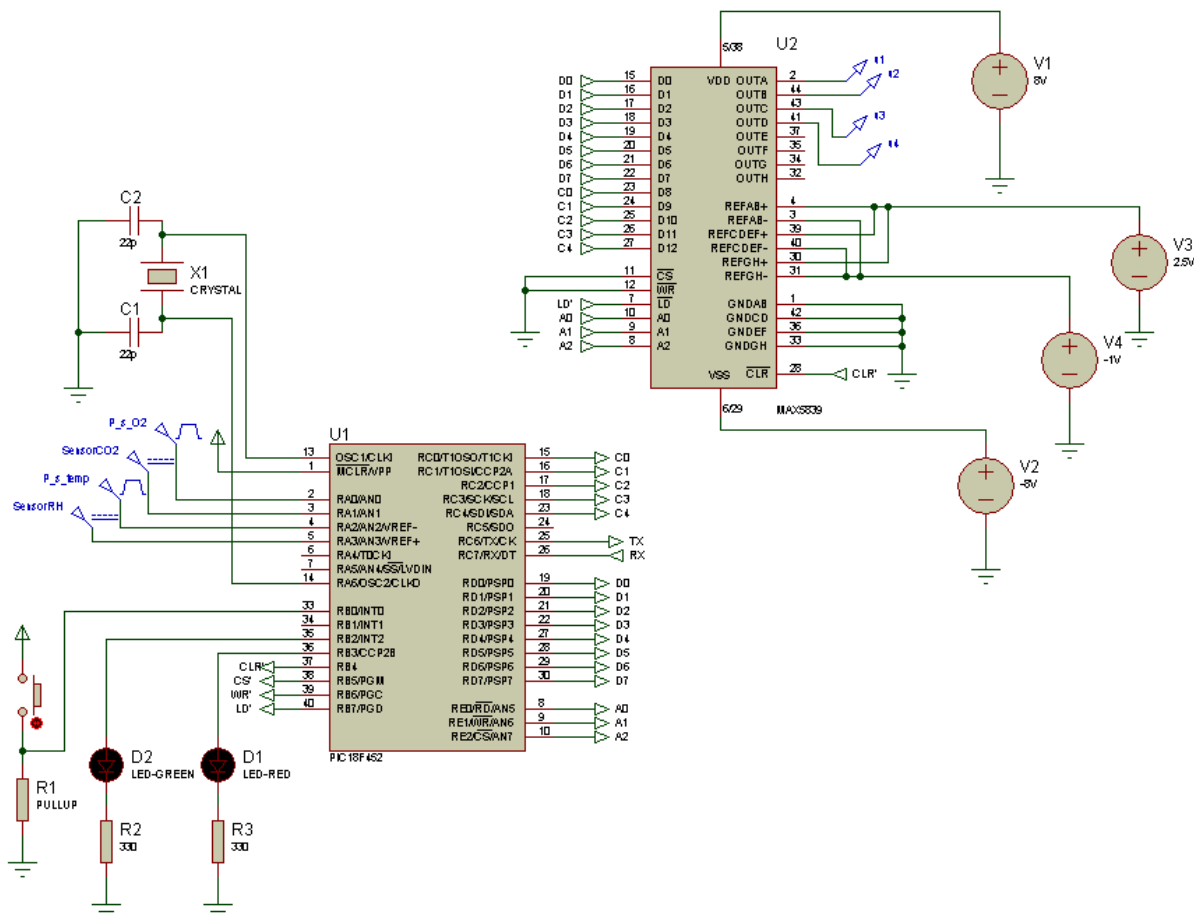 5/38
U2
V1
8V
D0 15 D0 VDD OUTA 2 t1
D1 16 D1 OUTB 44 t2
D2 17 D2 OUTC 43
D3 18 D3 OUTD 41 t3
D4 19 D4 OUTE 37
D5 20 D5 OUTF 35 t4
D6 21 D6 OUTG 34
D7 22 D7 OUTH 32
C0 23 D8
C1 24 D9 REFAB+ 4
C2 25 D10 REFAB- 3
C3 26 D11 REFCDEF+ 39
C4 27 D12 REFCDEF- 40
REFGH+ 30
11 CS REFGH- 31
12 WR
LD' 7 LD GNDAB 1
A0 10 A0 GNDCD 42
A1 9 A1 GNDEF 36
A2 8 A2 GNDGH 33
VSS CLR 28 CLR'
6/29
MAX5839
V3
2.5V
V4
-1V
V2
-8V
C2
22p
X1
CRYSTAL
C1
22p
P_s_O2
SensorCO2
P_s_temp
SensorRH
U1
13 OSC1/CLKI RC0/T1OSO/T1CKI 15 C0
1 MCLR/VPP RC1/T1OSI/CCP2A 16 C1
RC2/CCP1 17 C2
2 RA0/AN0 RC3/SCK/SCL 18 C3
3 RA1/AN1 RC4/SDI/SDA 23 C4
4 RA2/AN2/VREF- RC5/SDO 24
5 RA3/AN3/VREF+ RC6/TX/CK 25 TX
6 RA4/T0CKI RC7/RX/DT 26 RX
7 RA5/AN4/SS/LVDIN
14 RA6/OSC2/CLKO RD0/PSP0 19 D0
RD1/PSP1 20 D1
33 RB0/INT0 RD2/PSP2 21 D2
34 RB1/INT1 RD3/PSP3 22 D3
35 RB2/INT2 RD4/PSP4 27 D4
36 RB3/CCP2B RD5/PSP5 28 D5
CLR' 37 RB4 RD6/PSP6 29 D6
CS' 38 RB5/PGM RD7/PSP7 30 D7
WR' 39 RB6/PGC
LD' 40 RB7/PGD RE0/RD/AN5 8 A0
RE1/WR/AN6 9 A1
RE2/CS/AN7 10 A2
PIC18F452
D2
LED-GREEN
D1
LED-RED
R1
PULLUP
R2
330
R3
330